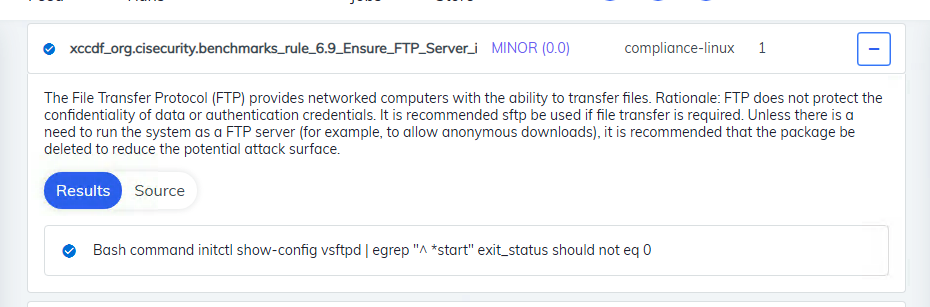 xccdf_org.cisecurity.benchmarks_rule_6.9_Ensure_FTP_Server_i MINOR (0.0) compliance-linux 1
The File Transfer Protocol (FTP) provides networked computers with the ability to transfer files. Rationale: FTP does not protect the
confidentiality of data or authentication credentials. It is recommended sftp be used if file transfer is required. Unless there is a
need to run the system as a FTP server (for example, to allow anonymous downloads), it is recommended that the package be
deleted to reduce the potential attack surface.
Results Source
Bash command initctl show-config vsftpd | egrep "^ *start" exit_status should not eq 0